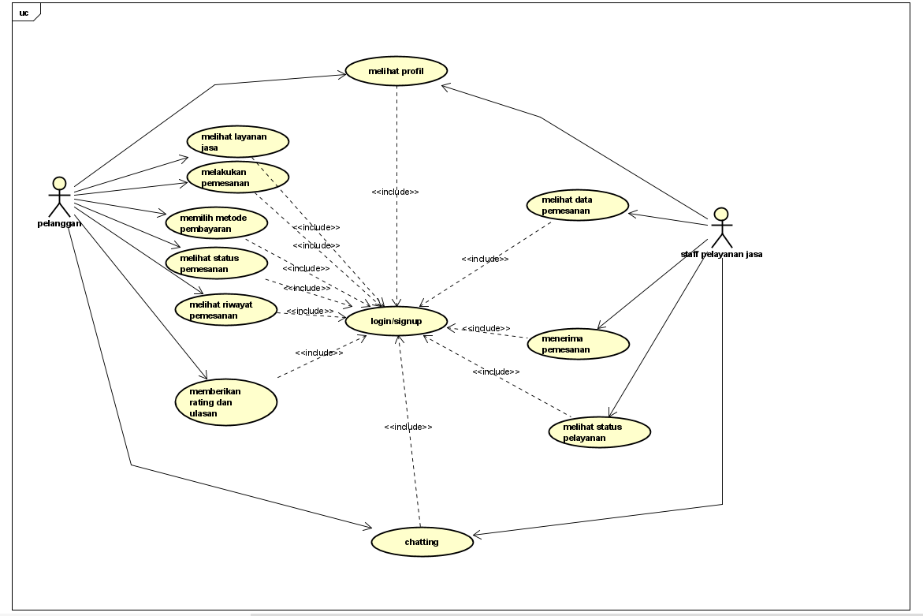 uc
melihat profil
melihat layanan
jasa
melakukan
pemesanan
<<include>>
melihat data
pemesanan
pelanggan
memilih metode
pembayaran
<<include>>
<<include>>
staff pelayanan jasa
melihat status
pemesanan
<<include>>
<<include>>
<<include>>
melihat riwayat
pemesanan
<<include>>
login/signup
<<include>>
menerima
pemesanan
<<include>>
<<include>>
memberikan
rating dan
ulasan
melihat status
pelayanan
<<include>>
chatting